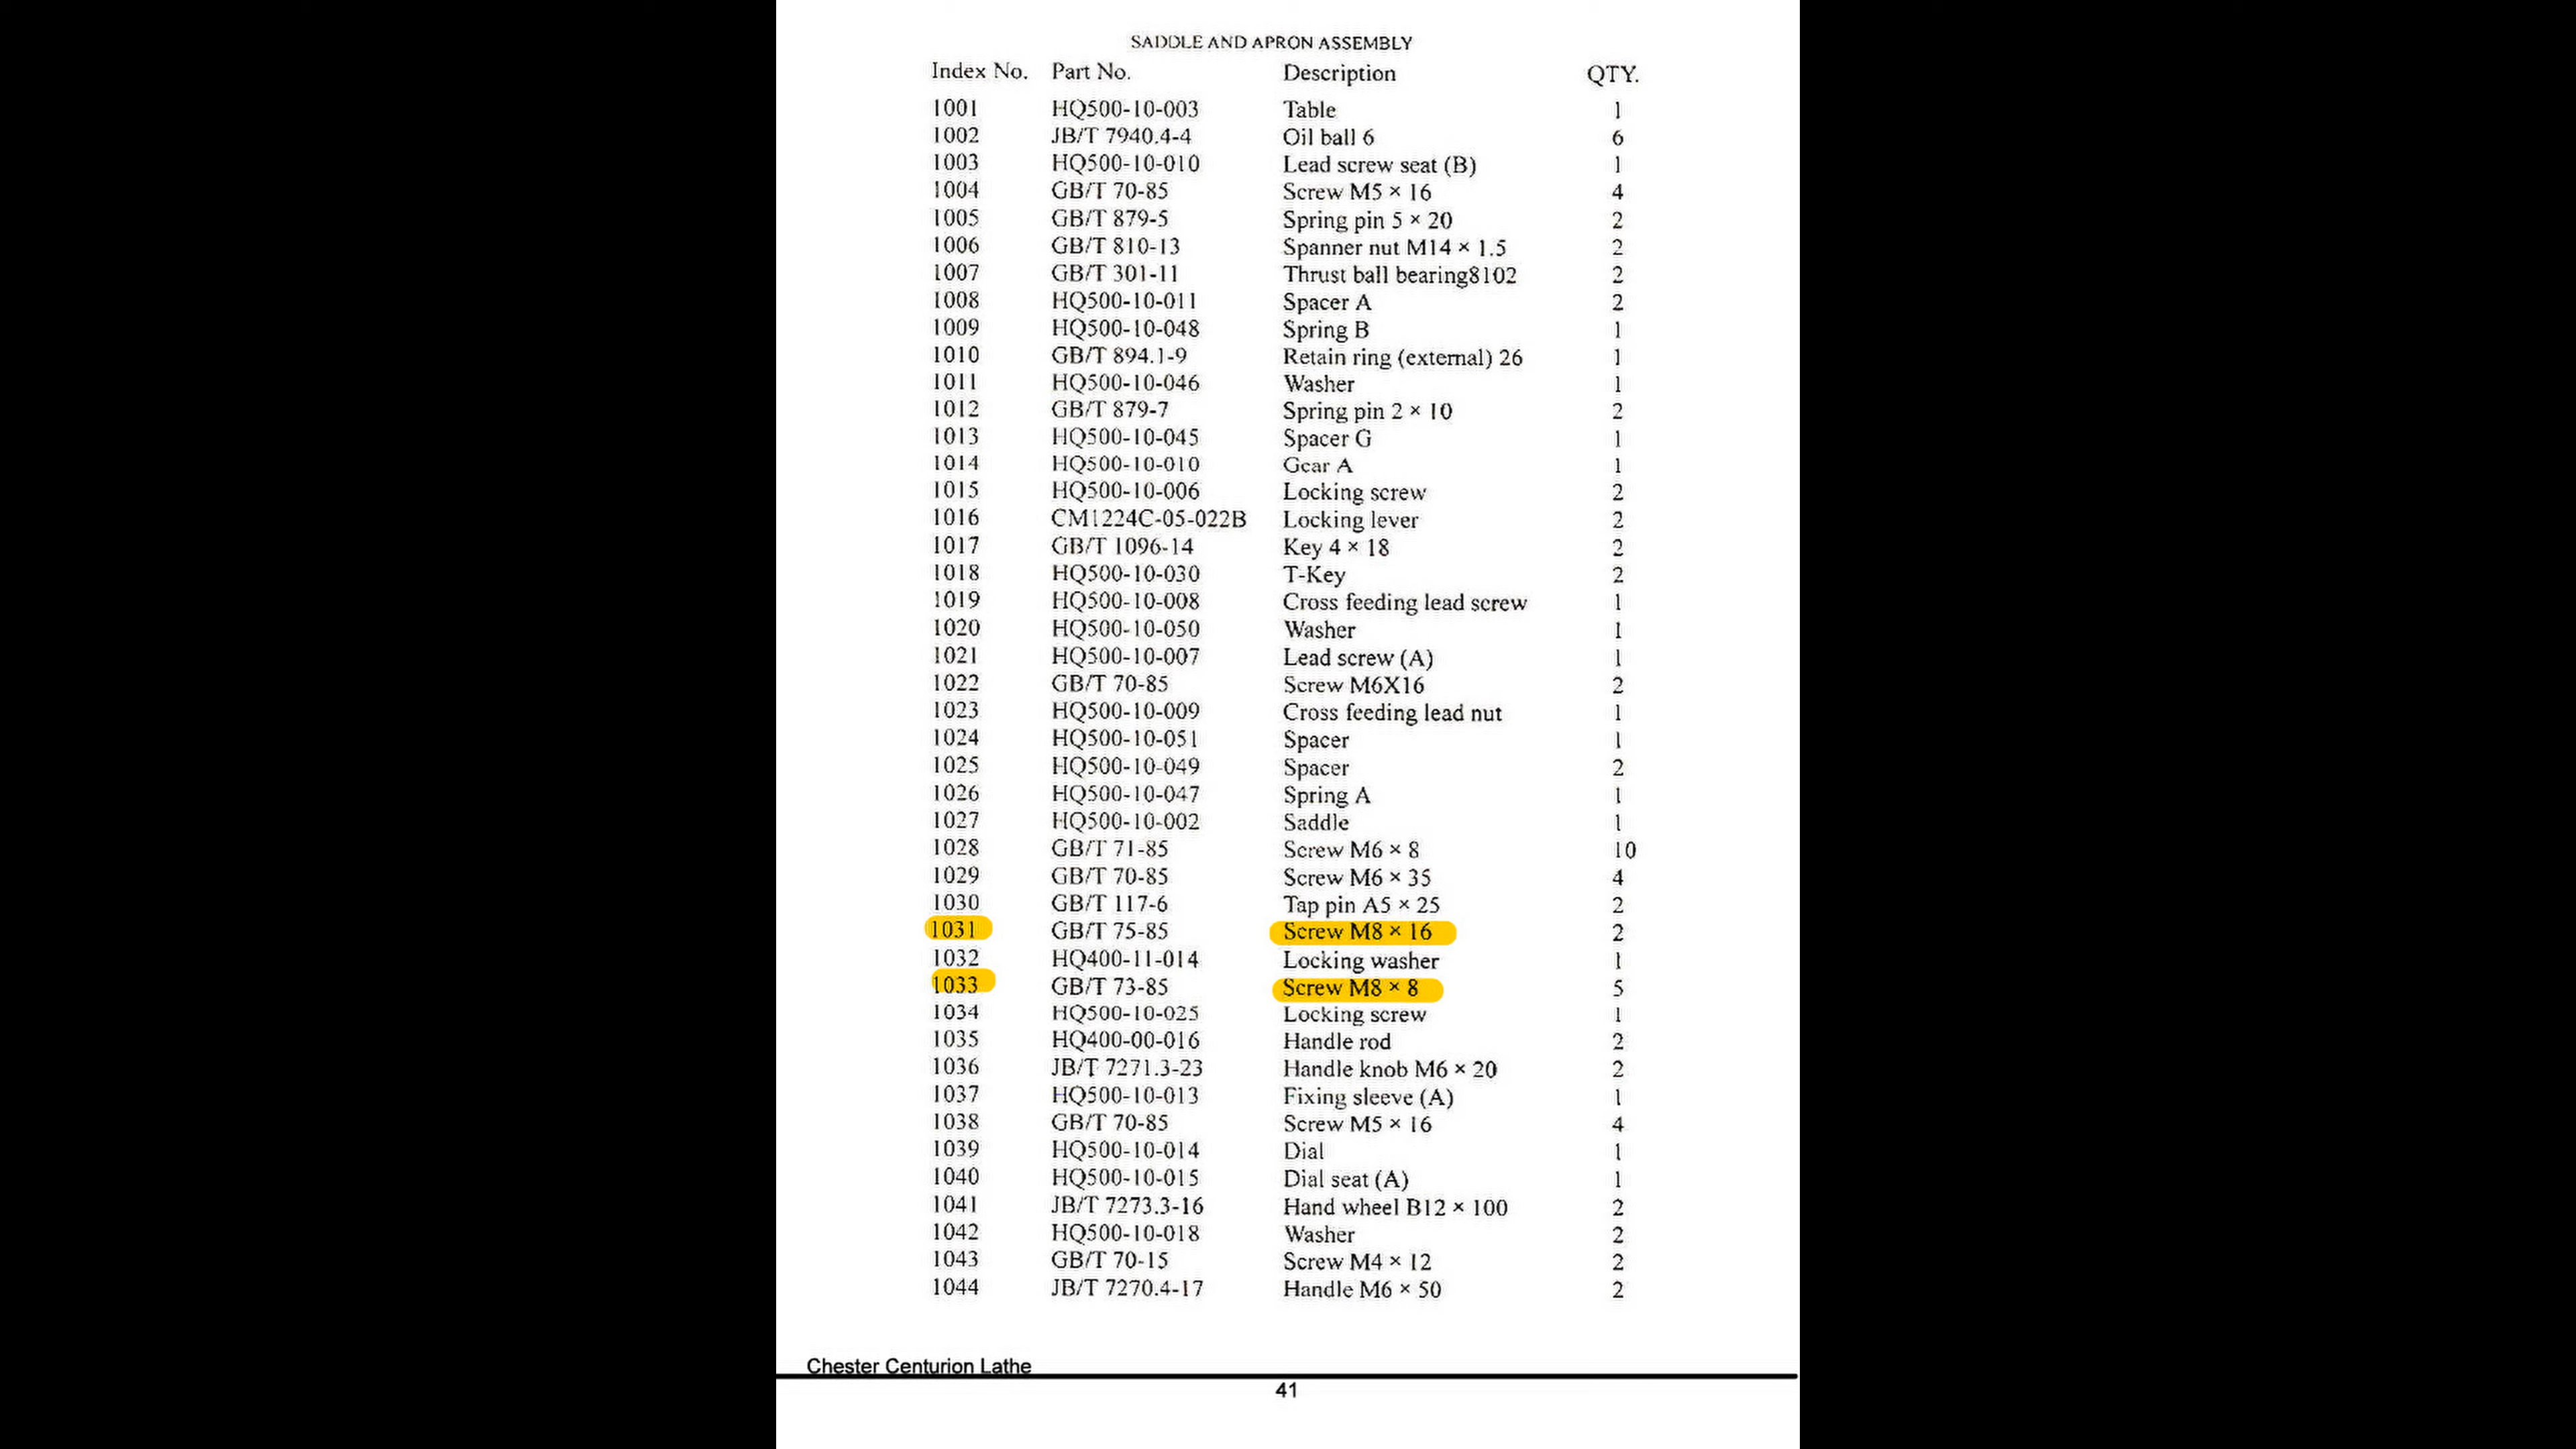 SADDLE AND APRON ASSEMBLY
Index No. Part No. Description QTY.
1001 HQ500-10-003 Table 1
1002 JB/T 7940.4-4 Oil ball 6 6
1003 HQ500-10-010 Lead screw seat (B) 1
1004 GB/T 70-85 Screw M5 × 16 4
1005 GB/T 879-5 Spring pin 5 × 20 2
1006 GB/T 810-13 Spanner nut M14 × 1.5 2
1007 GB/T 301-11 Thrust ball bearing8102 2
1008 HQ500-10-011 Spacer A 2
1009 HQ500-10-048 Spring B 1
1010 GB/T 894.1-9 Retain ring (external) 26 1
1011 HQ500-10-046 Washer 1
1012 GB/T 879-7 Spring pin 2 × 10 2
1013 HQ500-10-045 Spacer G 1
1014 HQ500-10-010 Gear A 1
1015 HQ500-10-006 Locking screw 2
1016 CM1224C-05-022B Locking lever 2
1017 GB/T 1096-14 Key 4 × 18 2
1018 HQ500-10-030 T-Key 2
1019 HQ500-10-008 Cross feeding lead screw 1
1020 HQ500-10-050 Washer 1
1021 HQ500-10-007 Lead screw (A) 1
1022 GB/T 70-85 Screw M6X16 2
1023 HQ500-10-009 Cross feeding lead nut 1
1024 HQ500-10-051 Spacer 1
1025 HQ500-10-049 Spacer 2
1026 HQ500-10-047 Spring A 1
1027 HQ500-10-002 Saddle 1
1028 GB/T 71-85 Screw M6 × 8 10
1029 GB/T 70-85 Screw M6 × 35 4
1030 GB/T 117-6 Tap pin A5 × 25 2
1031 GB/T 75-85 Screw M8 × 16 2
1032 HQ400-11-014 Locking washer 1
1033 GB/T 73-85 Screw M8 × 8 5
1034 HQ500-10-025 Locking screw 1
1035 HQ400-00-016 Handle rod 2
1036 JB/T 7271.3-23 Handle knob M6 × 20 2
1037 HQ500-10-013 Fixing sleeve (A) 1
1038 GB/T 70-85 Screw M5 × 16 4
1039 HQ500-10-014 Dial 1
1040 HQ500-10-015 Dial seat (A) 1
1041 JB/T 7273.3-16 Hand wheel B12 × 100 2
1042 HQ500-10-018 Washer 2
1043 GB/T 70-15 Screw M4 × 12 2
1044 JB/T 7270.4-17 Handle M6 × 50 2
Chester Centurion Lathe
41